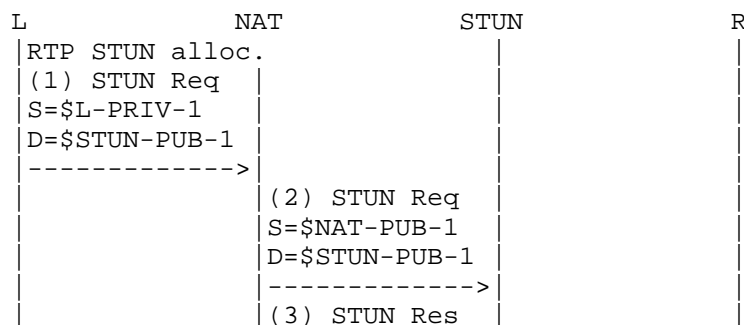 L                 NAT               STUN                R
|RTP STUN alloc.                    |                   |
|(1) STUN Req     |                 |                   |
|S=$L-PRIV-1      |                 |                   |
|D=$STUN-PUB-1    |                 |                   |
|---------------->|                 |                   |
|                 |(2) STUN Req     |                   |
|                 |S=$NAT-PUB-1     |                   |
|                 |D=$STUN-PUB-1    |                   |
|                 |---------------->|                   |
|                 |(3) STUN Res     |                   |